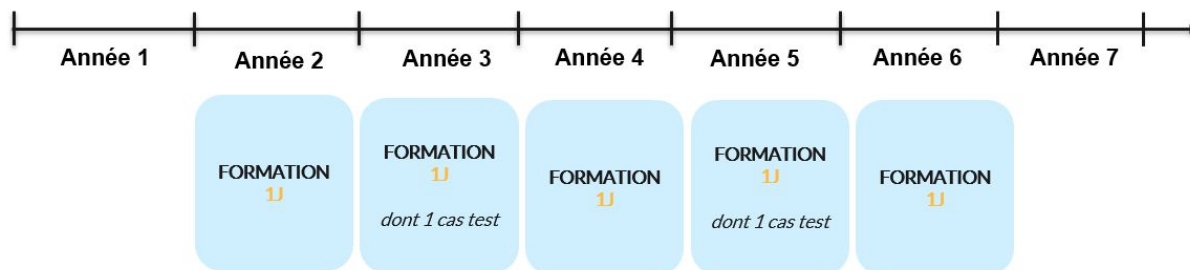 Année 1
Année 2
Année 3
Année 4
Année 5
Année 6
Année 7
FORMATION
1J
FORMATION
1J
dont 1 cas test
FORMATION
1J
FORMATION
1J
dont 1 cas test
FORMATION
1J